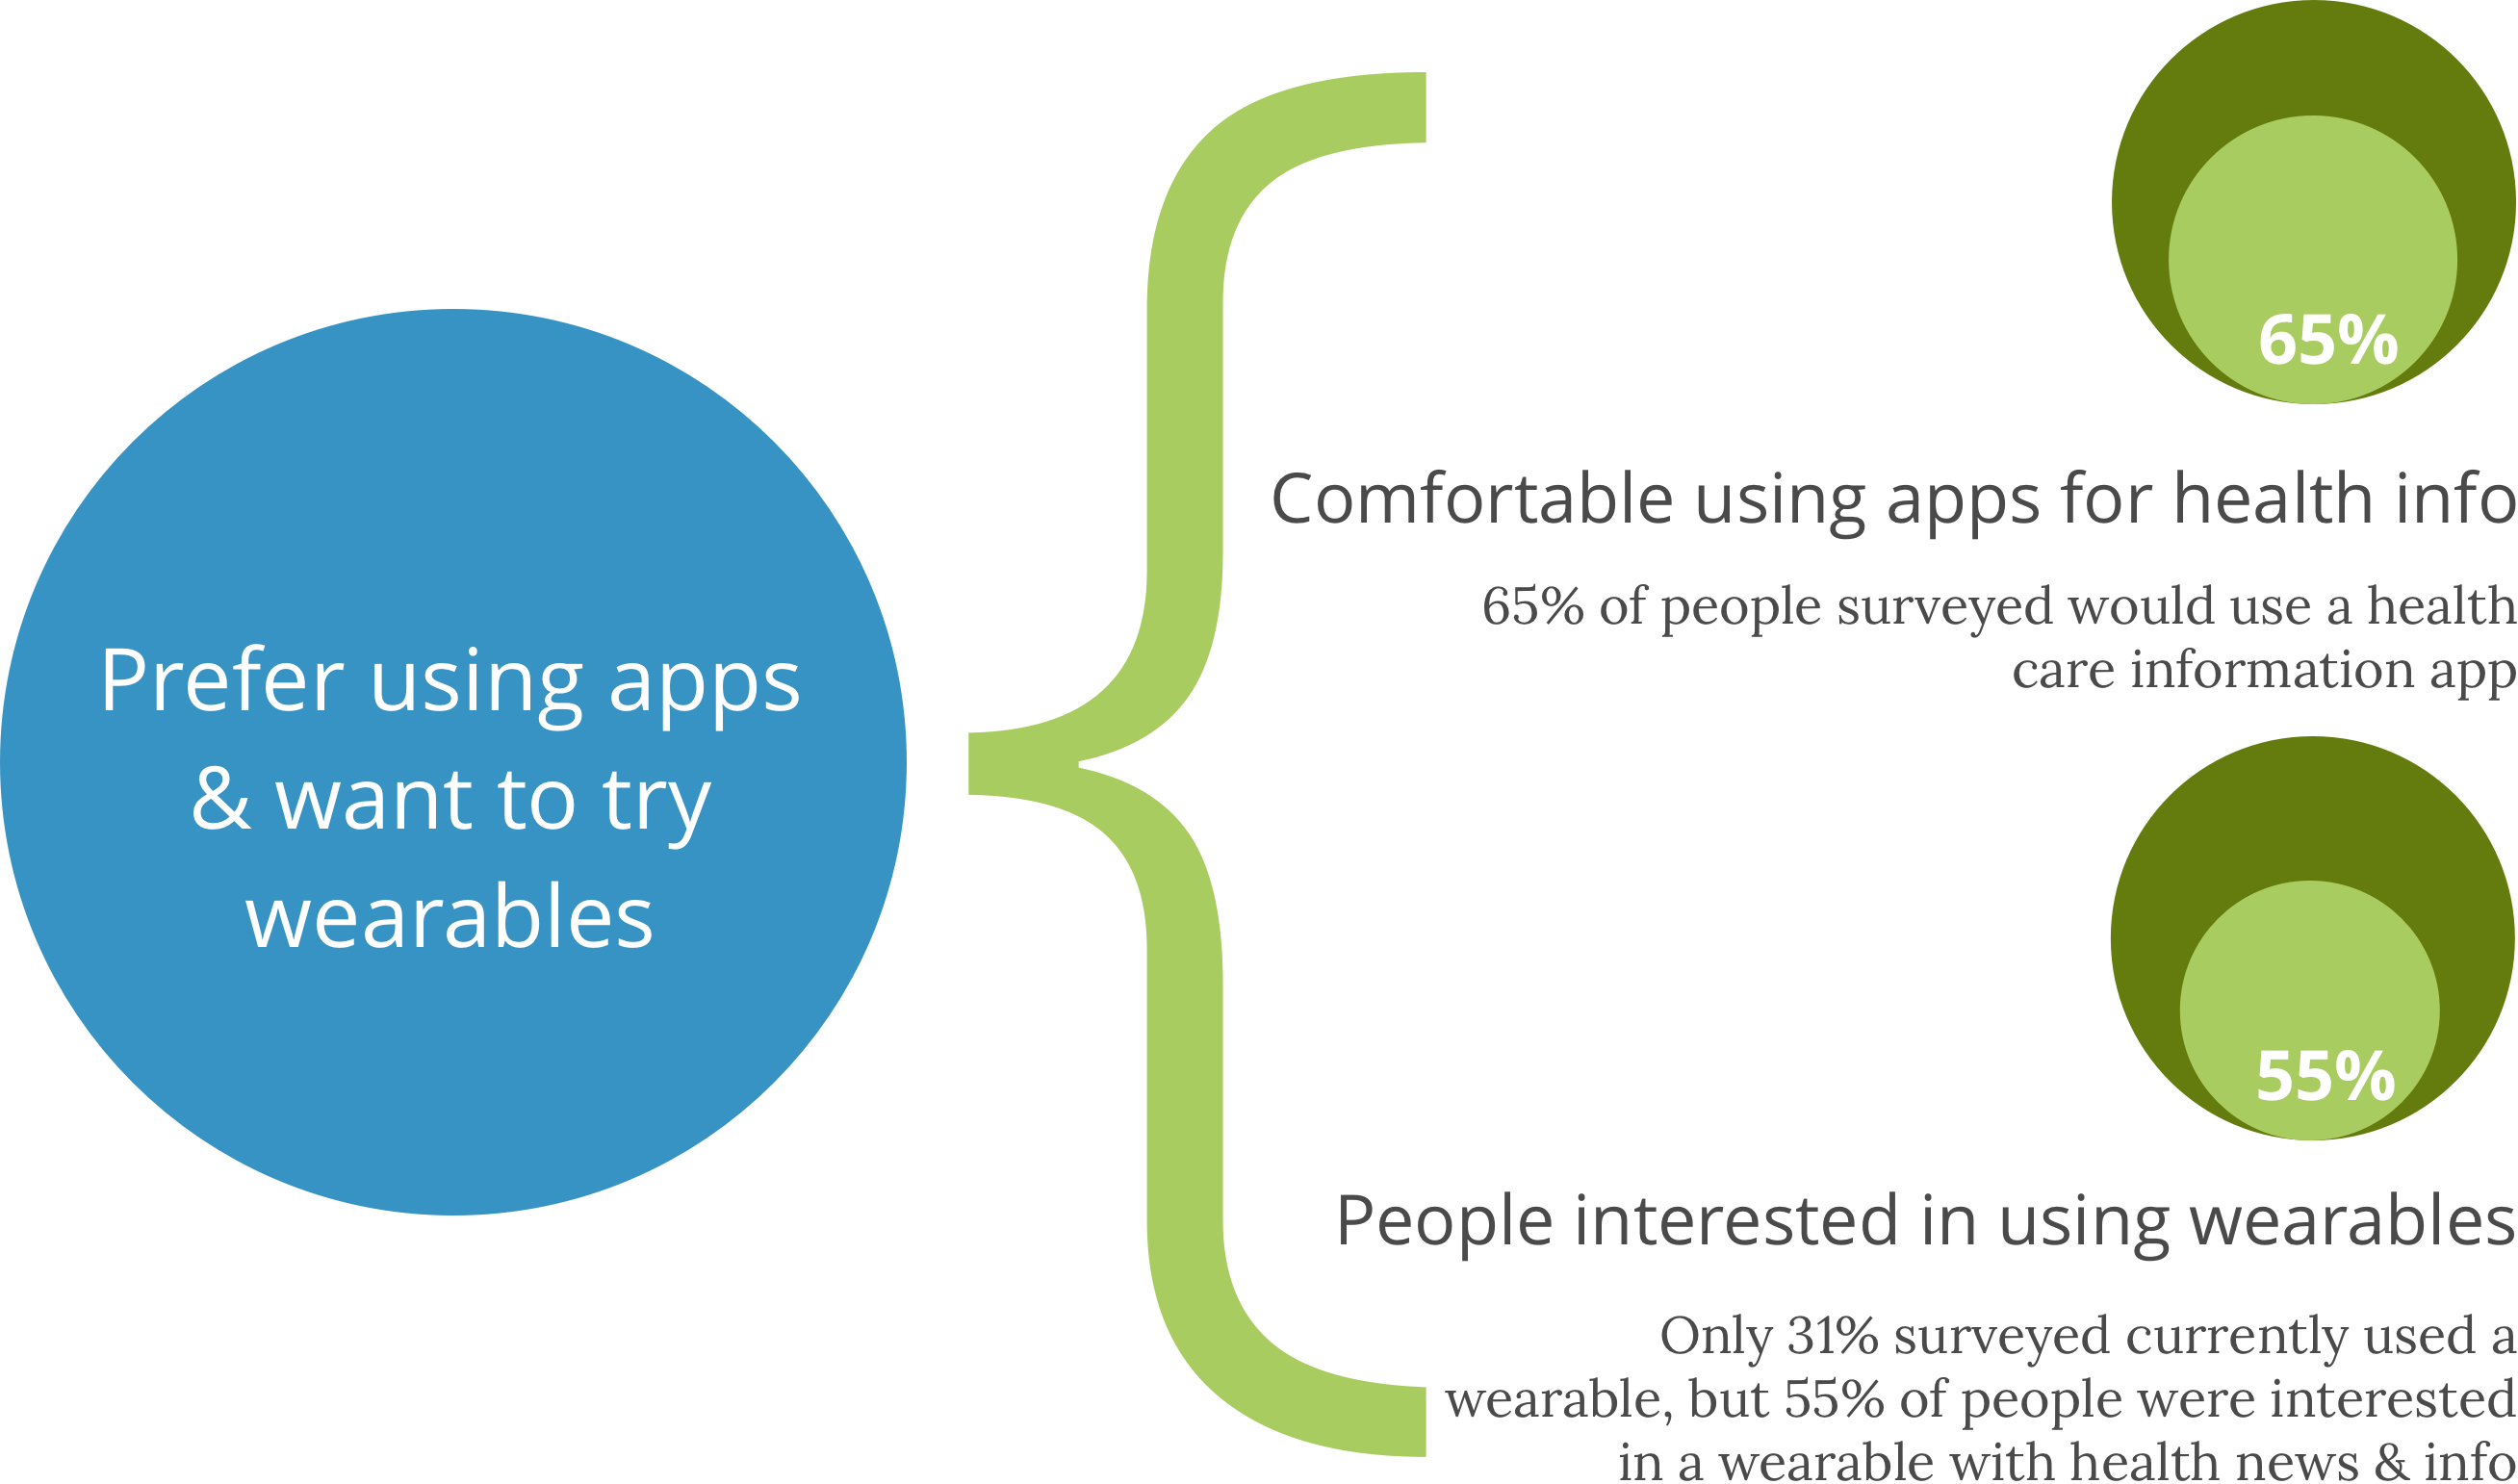 Prefer using apps
& want to try
wearables
65%
Comfortable using apps for health info
65% of people surveyed would use a health
care information app
55%
People interested in using wearables
Only 31% surveyed currently used a
wearable, but 55% of people were interested
in a wearable with health news & info